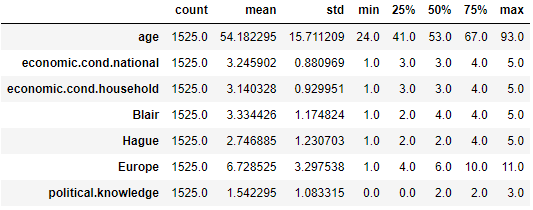 count mean std min 25% 50% 75% max
age 1525.0 54.182295 15.711209 24.0 41.0 53.0 67.0 93.0
economic.cond.national 1525.0 3.245902 0.880969 1.0 3.0 3.0 4.0 5.0
economic.cond.household 1525.0 3.140328 0.929951 1.0 3.0 3.0 4.0 5.0
Blair 1525.0 3.334426 1.174824 1.0 2.0 4.0 4.0 5.0
Hague 1525.0 2.746885 1.230703 1.0 2.0 2.0 4.0 5.0
Europe 1525.0 6.728525 3.297538 1.0 4.0 6.0 10.0 11.0
political.knowledge 1525.0 1.542295 1.083315 0.0 0.0 2.0 2.0 3.0